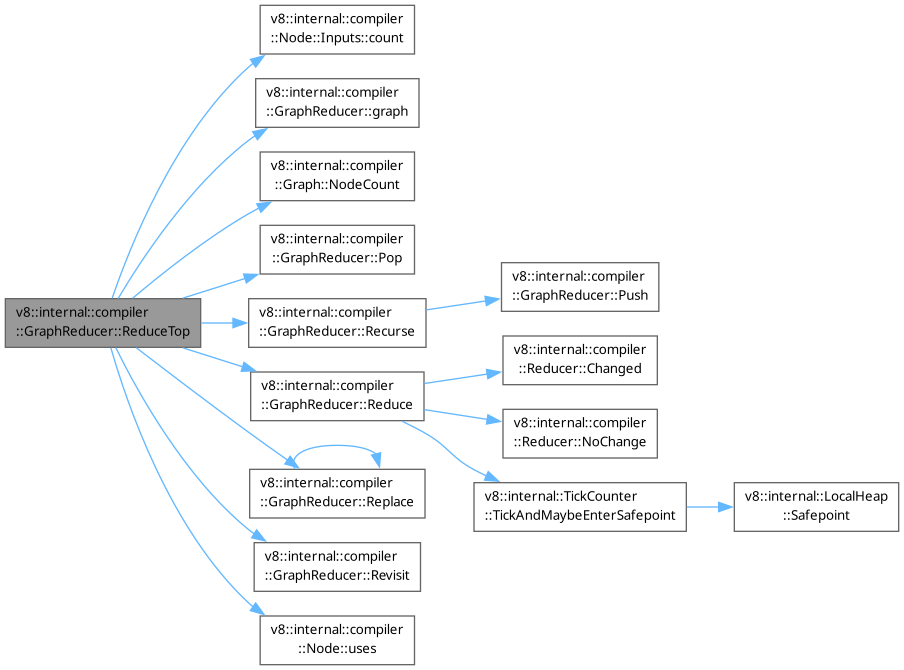 v8::internal::compiler
::Node::Inputs::count
v8::internal::compiler
::GraphReducer::graph
v8::internal::compiler
::Graph::NodeCount
v8::internal::compiler
::GraphReducer::Pop
v8::internal::compiler
::GraphReducer::ReduceTop
v8::internal::compiler
::GraphReducer::Recurse
v8::internal::compiler
::GraphReducer::Push
v8::internal::compiler
::GraphReducer::Reduce
v8::internal::compiler
::Reducer::Changed
v8::internal::compiler
::Reducer::NoChange
v8::internal::compiler
::GraphReducer::Replace
v8::internal::TickCounter
::TickAndMaybeEnterSafepoint
v8::internal::LocalHeap
::Safepoint
v8::internal::compiler
::GraphReducer::Revisit
v8::internal::compiler
::Node::uses